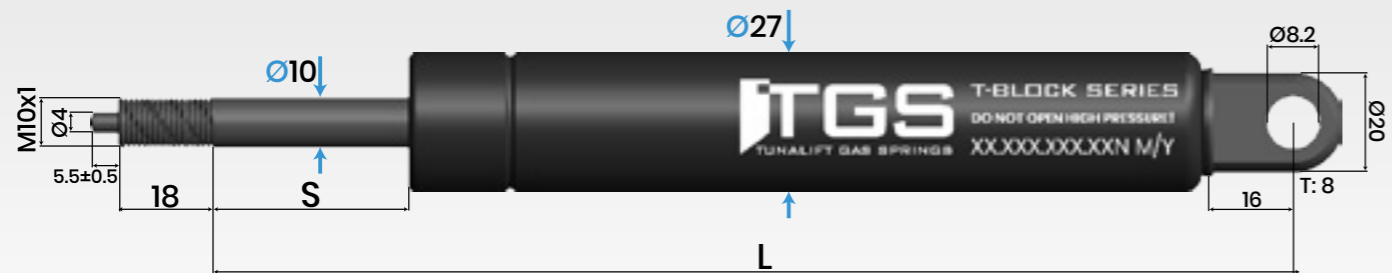 Ø27
Ø8.2
Ø10
M10x1
Ø4
5.5±0.5
18
S
TGS
TUNALIFT GAS SPRINGS
T-BLOCK SERIES
DO NOT OPEN HIGH PRESSURE!
XX.XXX.XXX.XXN M/Y
Ø20
T: 8
16
L